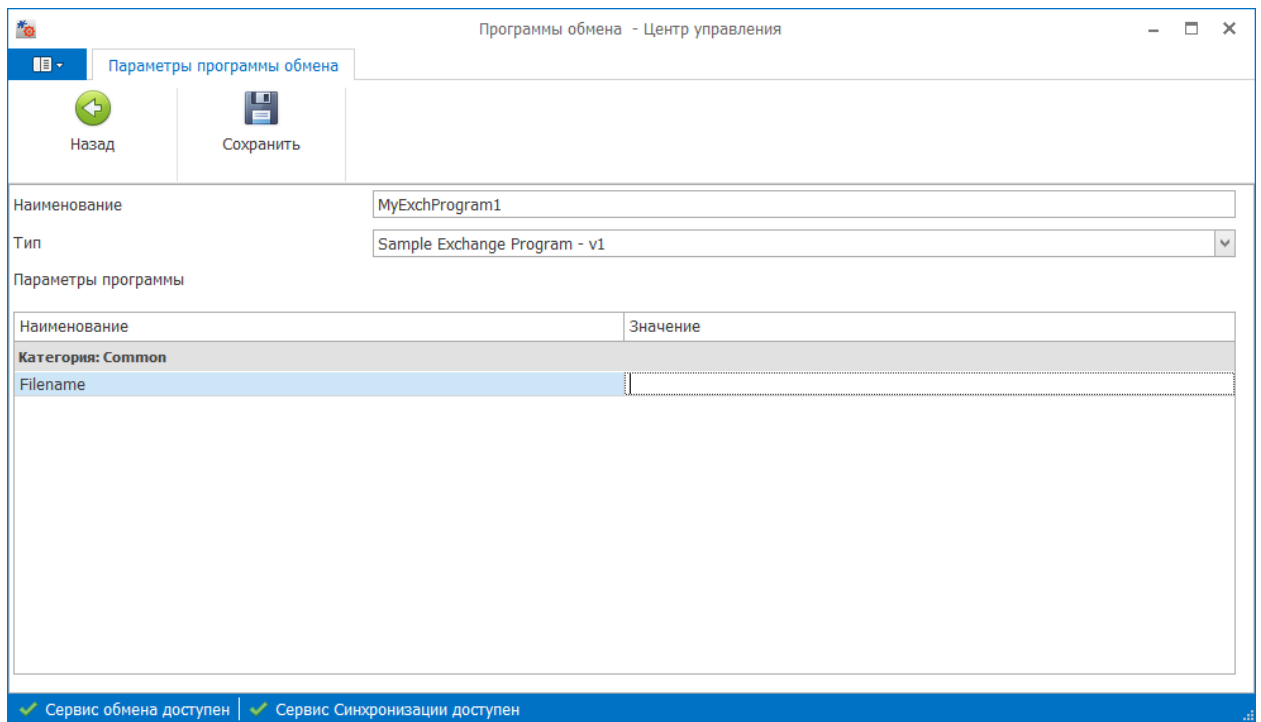 Программы обмена - Центр управления
Параметры программы обмена
Назад
Сохранить
Наименование MyExchProgram1
Тип Sample Exchange Program - v1
Параметры программы
Наименование Значение
Категория: Common
Filename
Сервис обмена доступен Сервис Синхронизации доступен